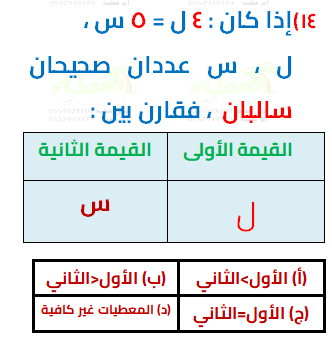 ١٤)إذا كان : ٤ ل = ٥ س ،
ل ، س عددان صحيحان
سالبان ، فقارن بين :
القيمة الأولى القيمة الثانية
ل س
(أ) الأول>الثاني (ب) الأول<الثاني
(ج) الأول=الثاني (د) المعطيات غير كافية